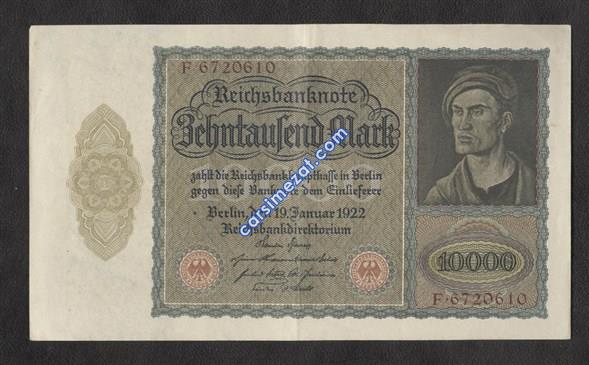 F 6720610
Reichsbanknote
Zehntausend Mark
zahlt die Reichsbankhauptkasse in Berlin
gegen diese Banknote dem Einlieferer
Berlin, den 19. Januar 1922
Reichsbankdirektorium
10000
F·6720610
carsimezat.com